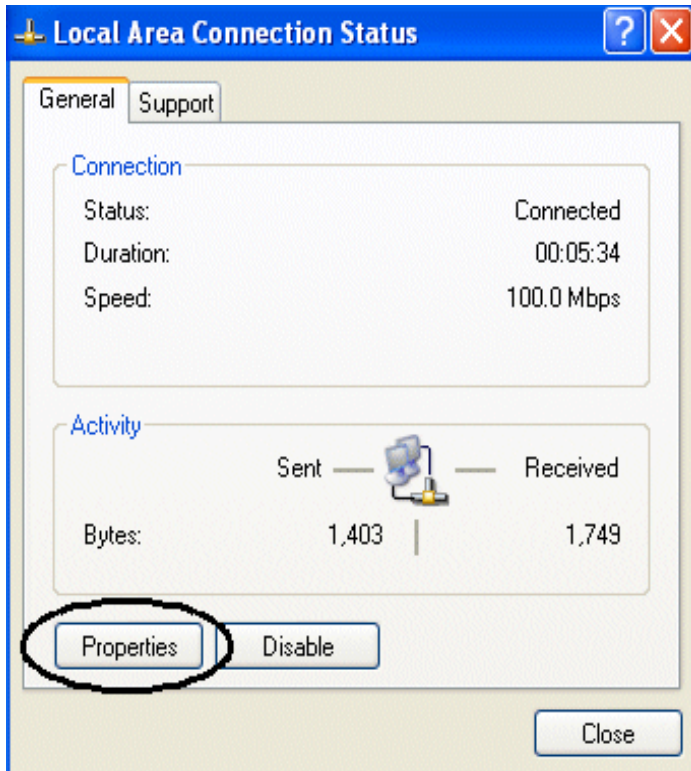 Local Area Connection Status
?
General Support
Connection
Status: Connected
Duration: 00:05:34
Speed: 100.0 Mbps
Activity
Sent Received
Bytes: 1,403 1,749
Properties Disable
Close